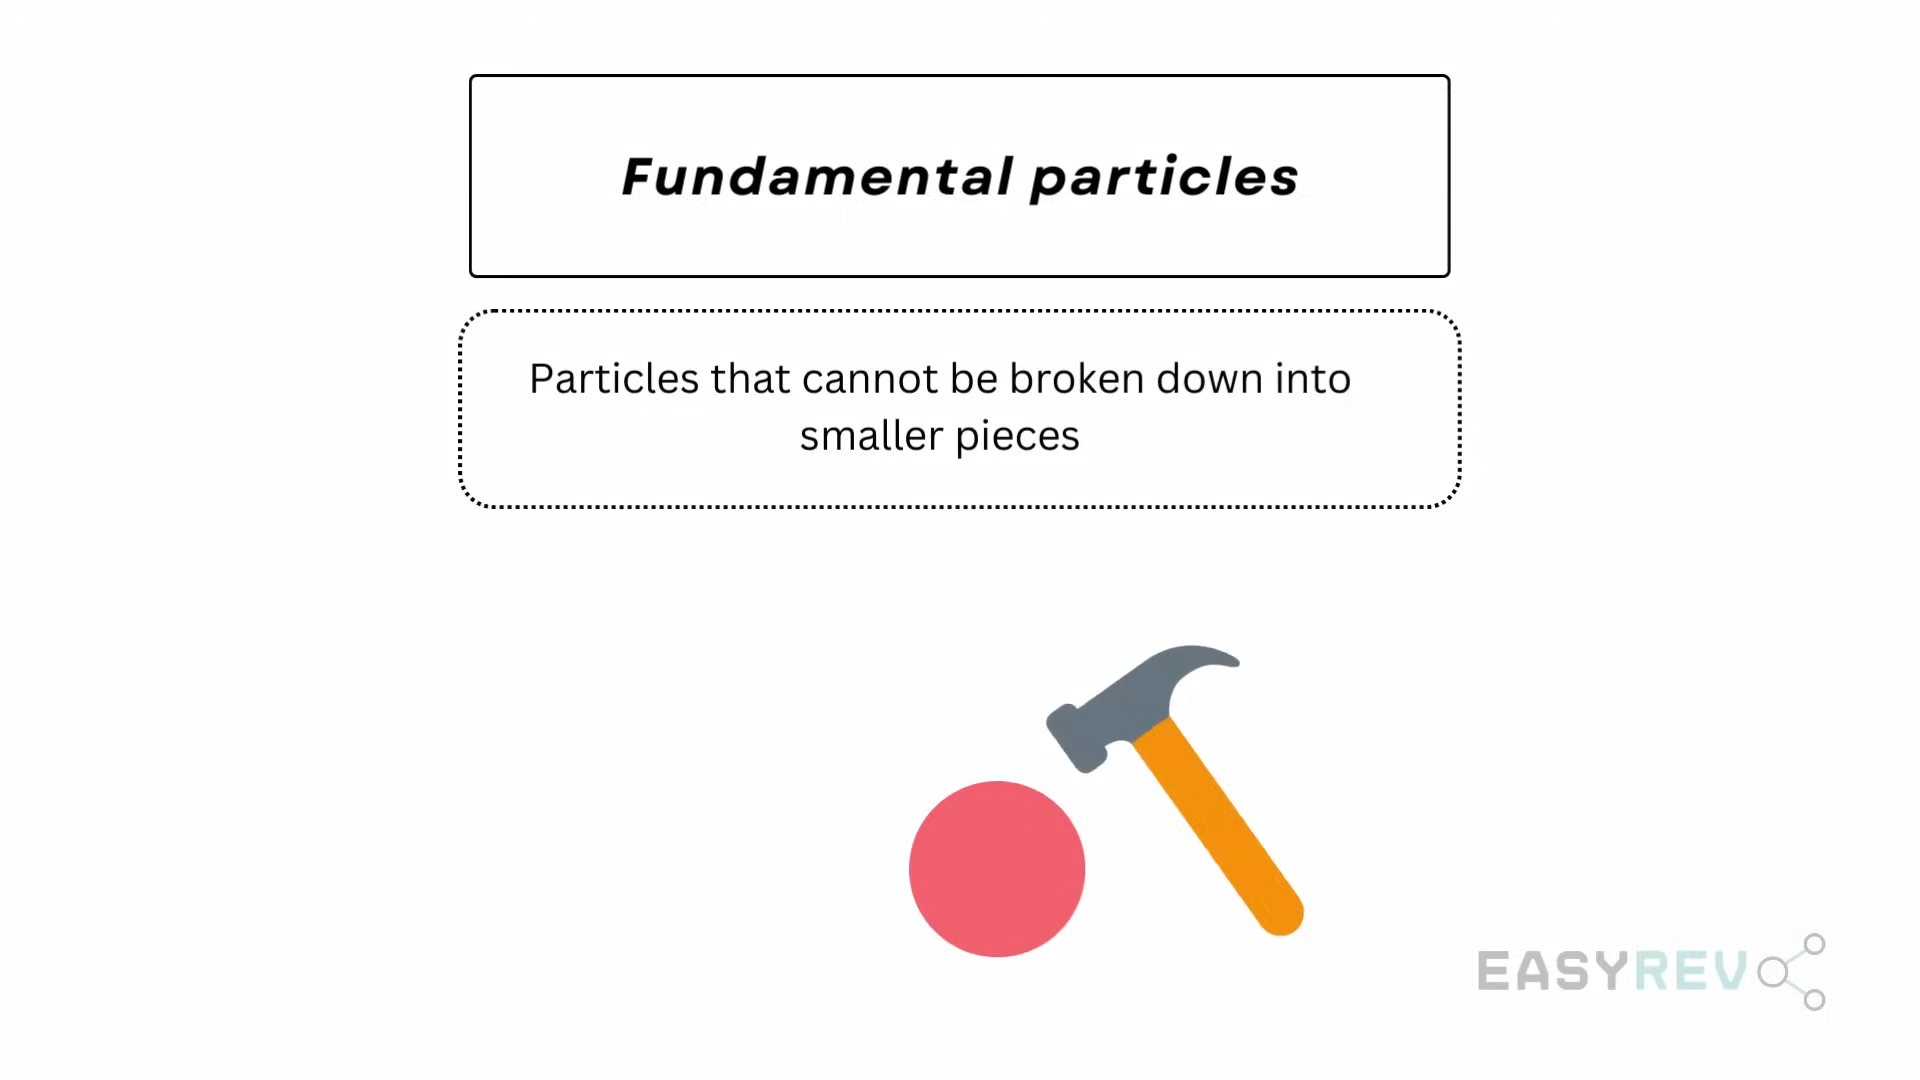 Fundamental particles
Particles that cannot be broken down into
smaller pieces
EASYREV